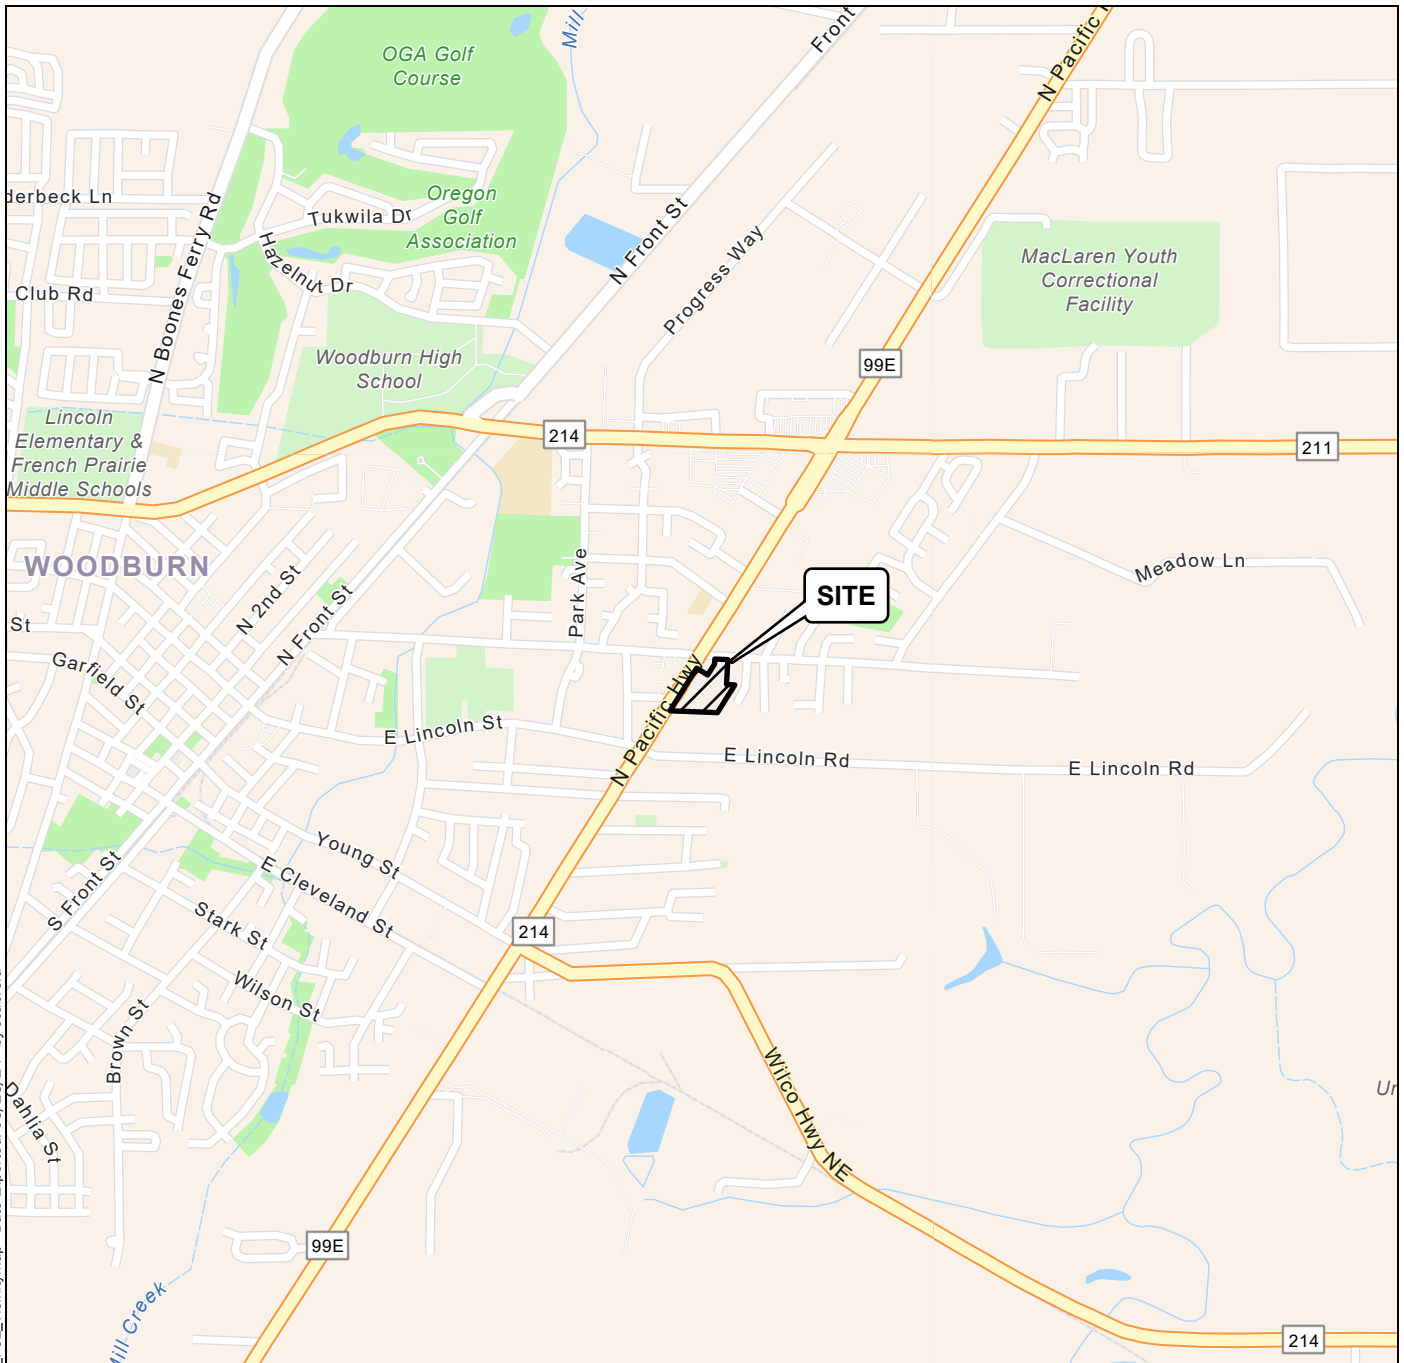 Mill
Front
N Pacific
OGA Golf
Course
derbeck Ln
N Boones Ferry Rd
Tukwila Dr
Oregon
Golf
Association
Hazelnut Dr
N Front St
Progress Way
MacLaren Youth
Correctional
Facility
Club Rd
Woodburn High
School
99E
Lincoln
Elementary &
French Prairie
Middle Schools
214
211
WOODBURN
N 2nd St
N Front St
Park Ave
SITE
Meadow Ln
St
Garfield St
N Pacific Hwy
E Lincoln St
E Lincoln Rd
E Lincoln Rd
Young St
E Cleveland St
S Front St
Stark St
214
Wilson St
Brown St
Dahlia St
Wilco Hwy NE
Ur
99E
Mill Creek
214